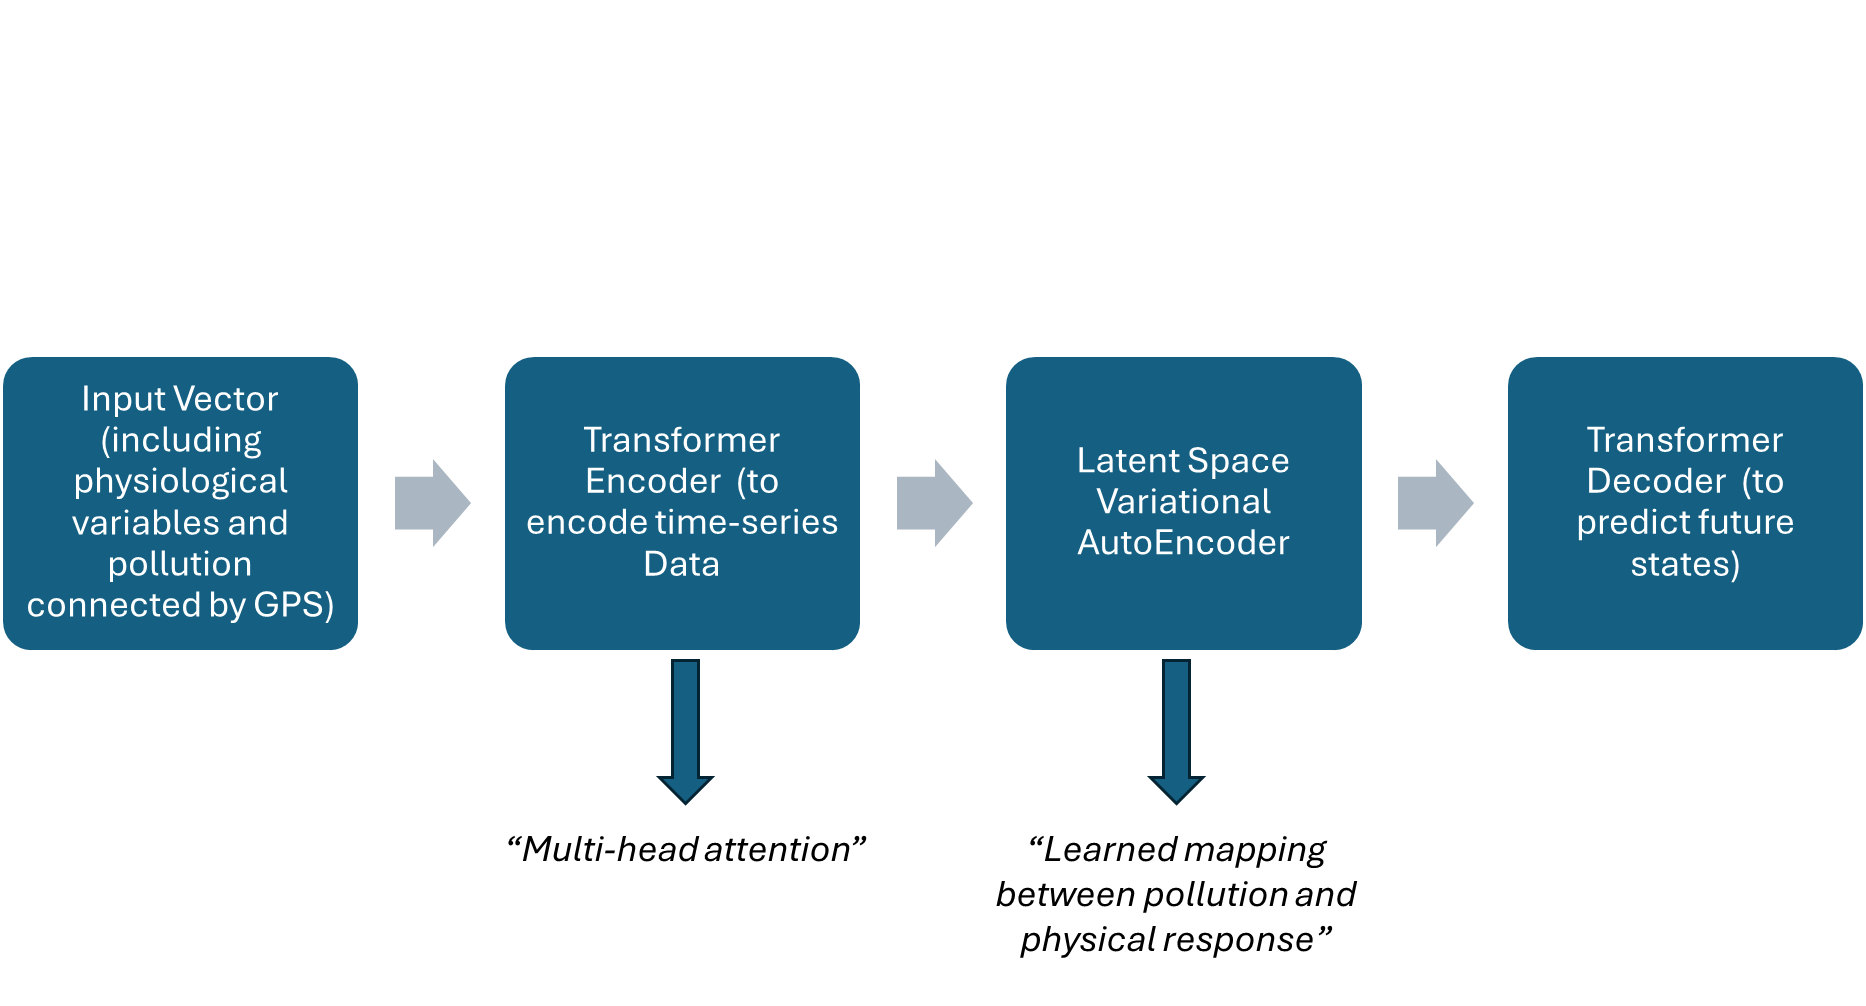 Input Vector
(including
physiological
variables and
pollution
connected by GPS)
Transformer
Encoder (to
encode time-series
Data
Latent Space
Variational
AutoEncoder
Transformer
Decoder (to
predict future
states)
“Multi-head attention”
“Learned mapping
between pollution and
physical response”